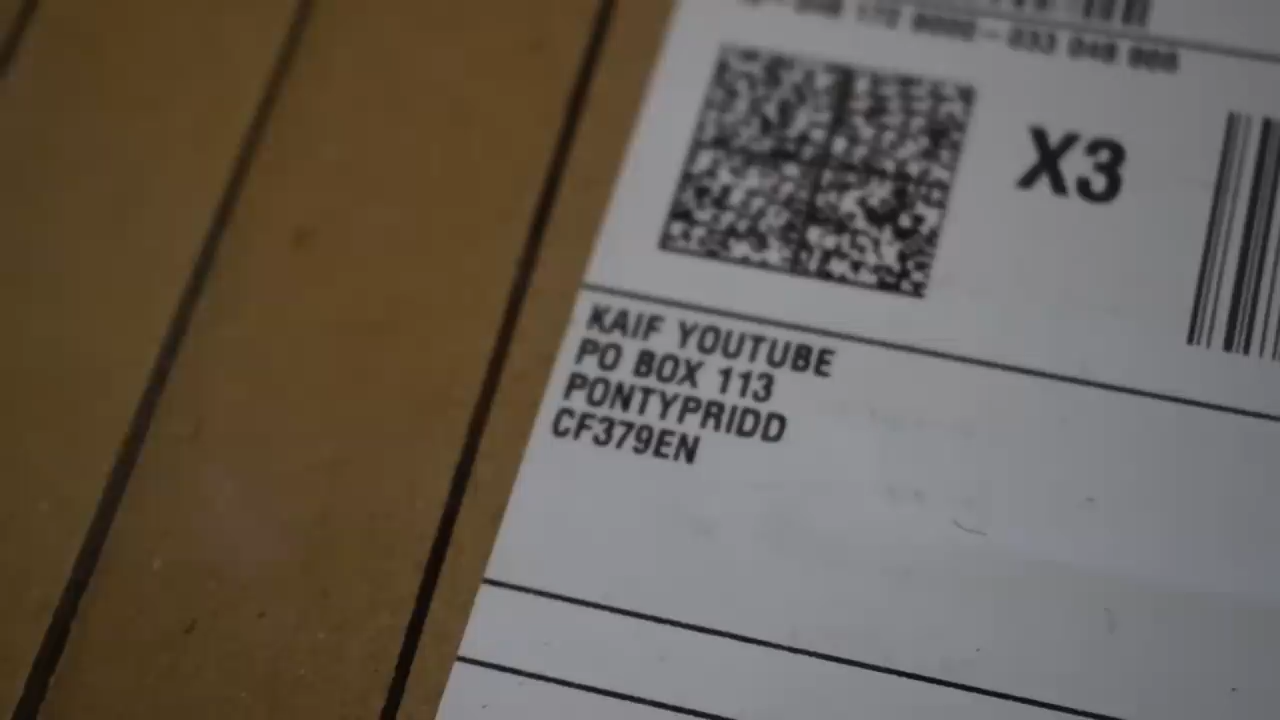 X3
KAIF YOUTUBE
PO BOX 113
PONTYPRIDD
CF379EN